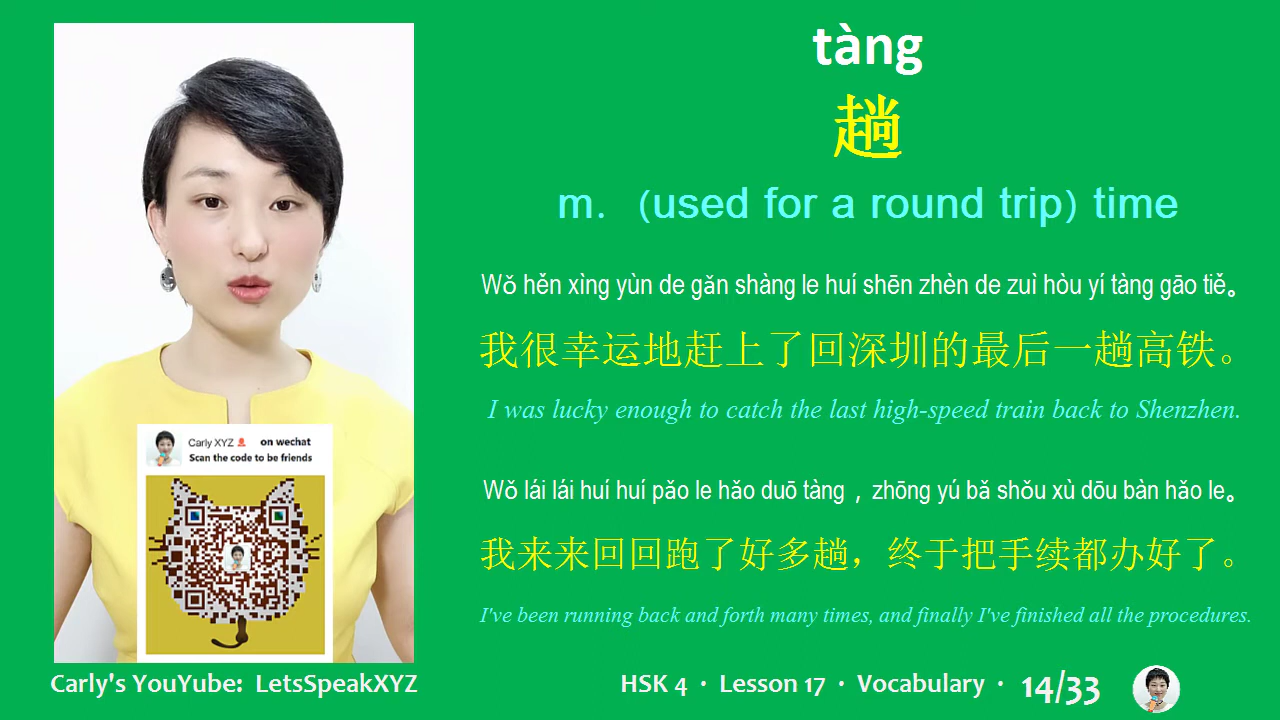 tàng
趟
m. (used for a round trip) time
Wǒ hěn xìng yùn de gǎn shàng le huí shēn zhèn de zuì hòu yí tàng gāo tiě。
我很幸运地赶上了回深圳的最后一趟高铁。
I was lucky enough to catch the last high-speed train back to Shenzhen.
Wǒ lái lái huí huí pǎo le hǎo duō tàng，zhōng yú bǎ shǒu xù dōu bàn hǎo le。
我来来回回跑了好多趟，终于把手续都办好了。
I've been running back and forth many times, and finally I've finished all the procedures.
Carly XYZ on wechat
Scan the code to be friends
Carly's YouYube: LetsSpeakXYZ
HSK 4 · Lesson 17 · Vocabulary · 14/33